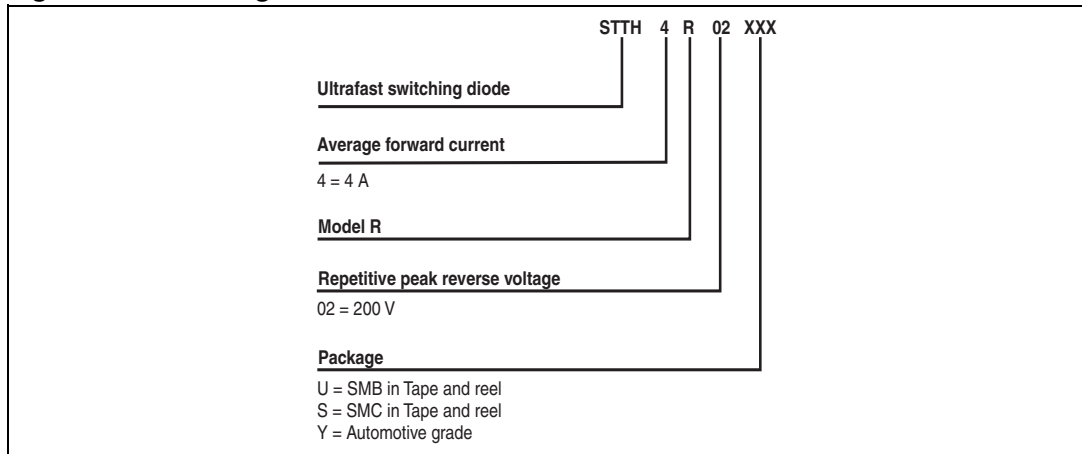 STTH 4 R 02 XXX
Ultrafast switching diode
Average forward current
4 = 4 A
Model R
Repetitive peak reverse voltage
02 = 200 V
Package
U = SMB in Tape and reel
S = SMC in Tape and reel
Y = Automotive grade